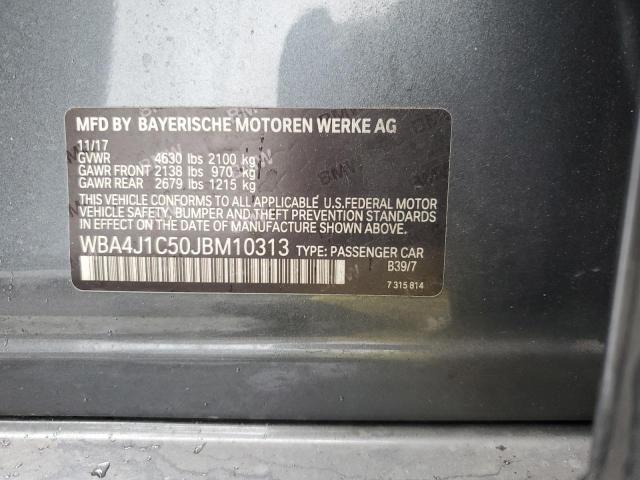 MFD BY BAYERISCHE MOTOREN WERKE AG
11/17
GVWR 4630 lbs 2100 kg
GAWR FRONT 2138 lbs 970 kg
GAWR REAR 2679 lbs 1215 kg
THIS VEHICLE CONFORMS TO ALL APPLICABLE U.S.FEDERAL MOTOR
VEHICLE SAFETY, BUMPER AND THEFT PREVENTION STANDARDS
IN EFFECT ON THE DATE OF MANUFACTURE SHOWN ABOVE.
WBA4J1C50JBM10313 TYPE: PASSENGER CAR
B39/7
7 315 814